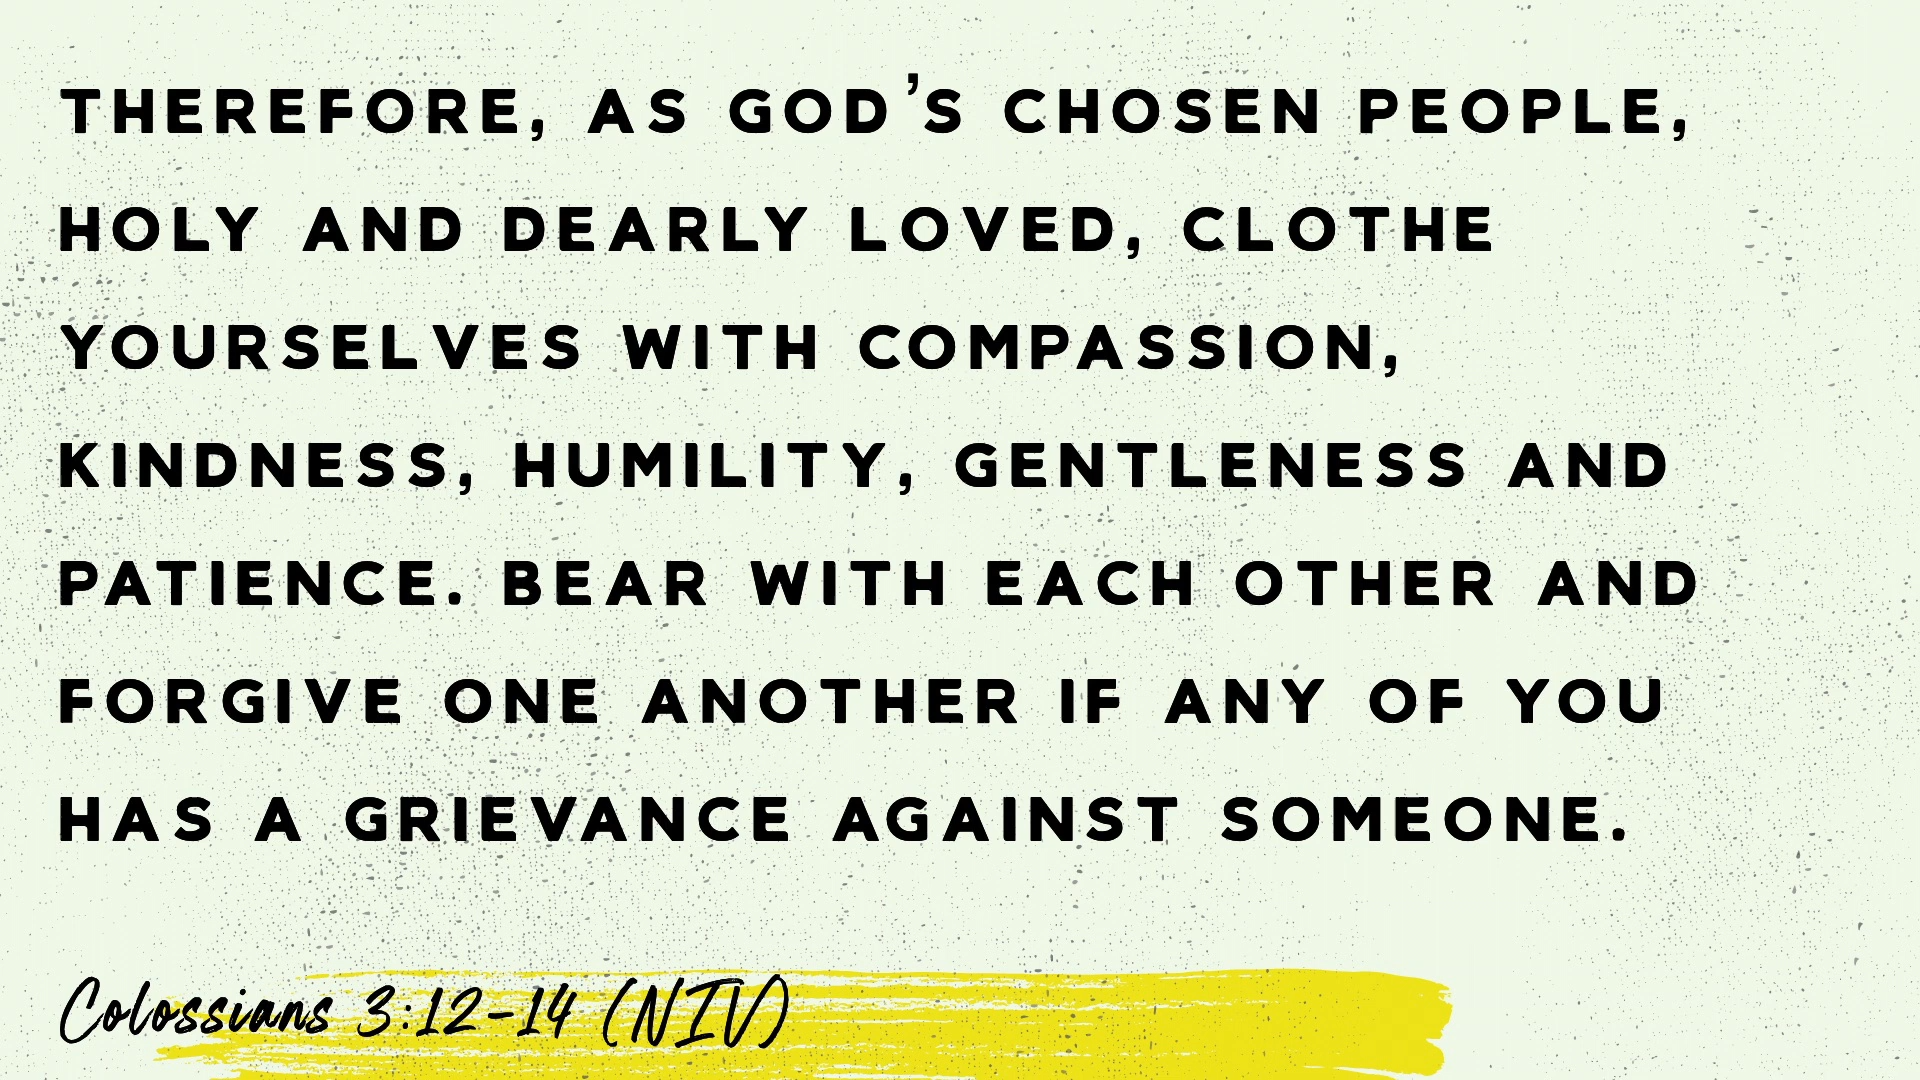 THEREFORE, AS GOD'S CHOSEN PEOPLE,
HOLY AND DEARLY LOVED, CLOTHE
YOURSELVES WITH COMPASSION,
KINDNESS, HUMILITY, GENTLENESS AND
PATIENCE. BEAR WITH EACH OTHER AND
FORGIVE ONE ANOTHER IF ANY OF YOU
HAS A GRIEVANCE AGAINST SOMEONE.
Colossians 3:12-14 (NIV)